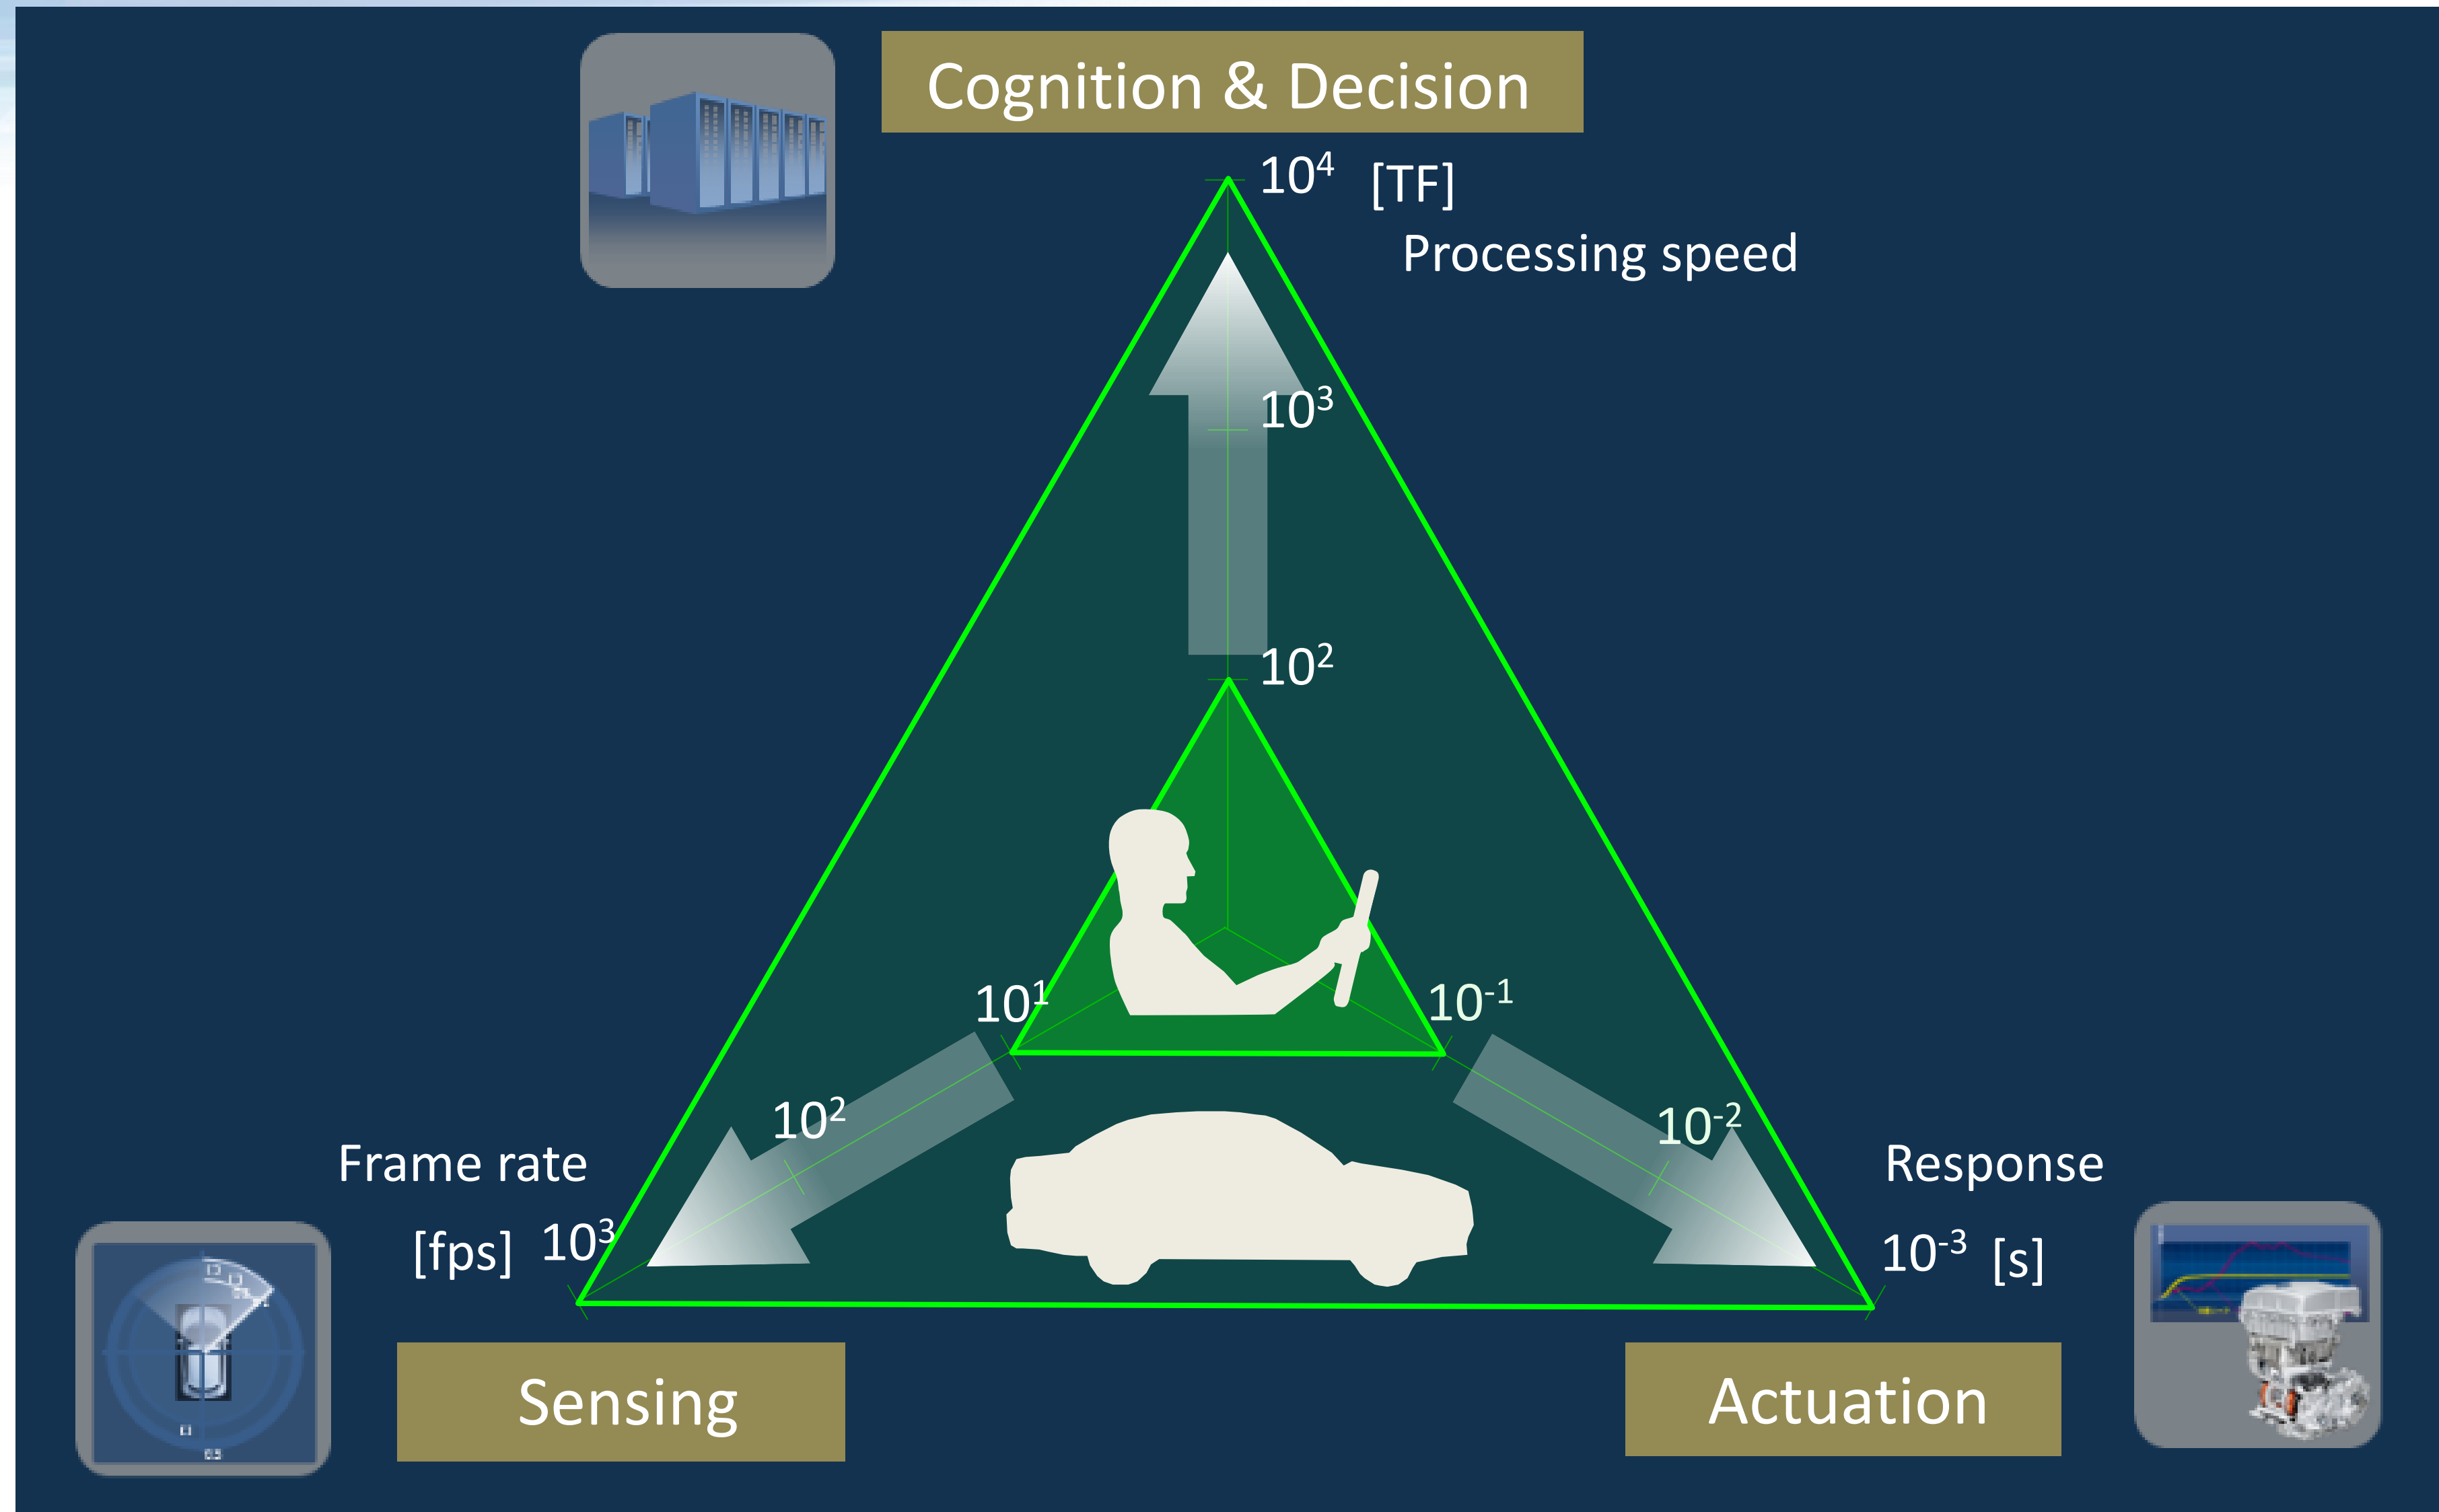 Cognition & Decision
10⁴ [TF]
Processing speed
10³
10²
10¹
10⁻¹
10²
10⁻²
Frame rate
Response
[fps] 10³
10⁻³ [s]
Sensing
Actuation